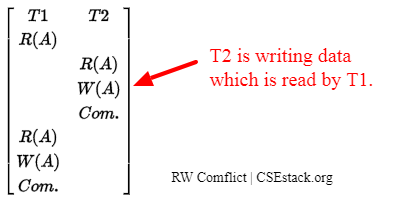 T1 T2
R(A)
R(A)
W(A)
Com.
R(A)
W(A)
Com.
T2 is writing data
which is read by T1.
RW Comflict | CSEstack.org